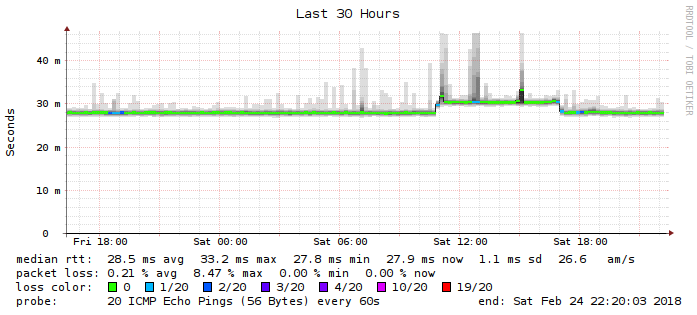 Last 30 Hours
RRDTOOL / TOBI OETIKER
Seconds
40 m
30 m
20 m
10 m
0
Fri 18:00 Sat 00:00 Sat 06:00 Sat 12:00 Sat 18:00
median rtt: 28.5 ms avg 33.2 ms max 27.8 ms min 27.9 ms now 1.1 ms sd 26.6 am/s
packet loss: 0.21 % avg 8.47 % max 0.00 % min 0.00 % now
loss color: 0 1/20 2/20 3/20 4/20 10/20 19/20
probe: 20 ICMP Echo Pings (56 Bytes) every 60s end: Sat Feb 24 22:20:03 2018